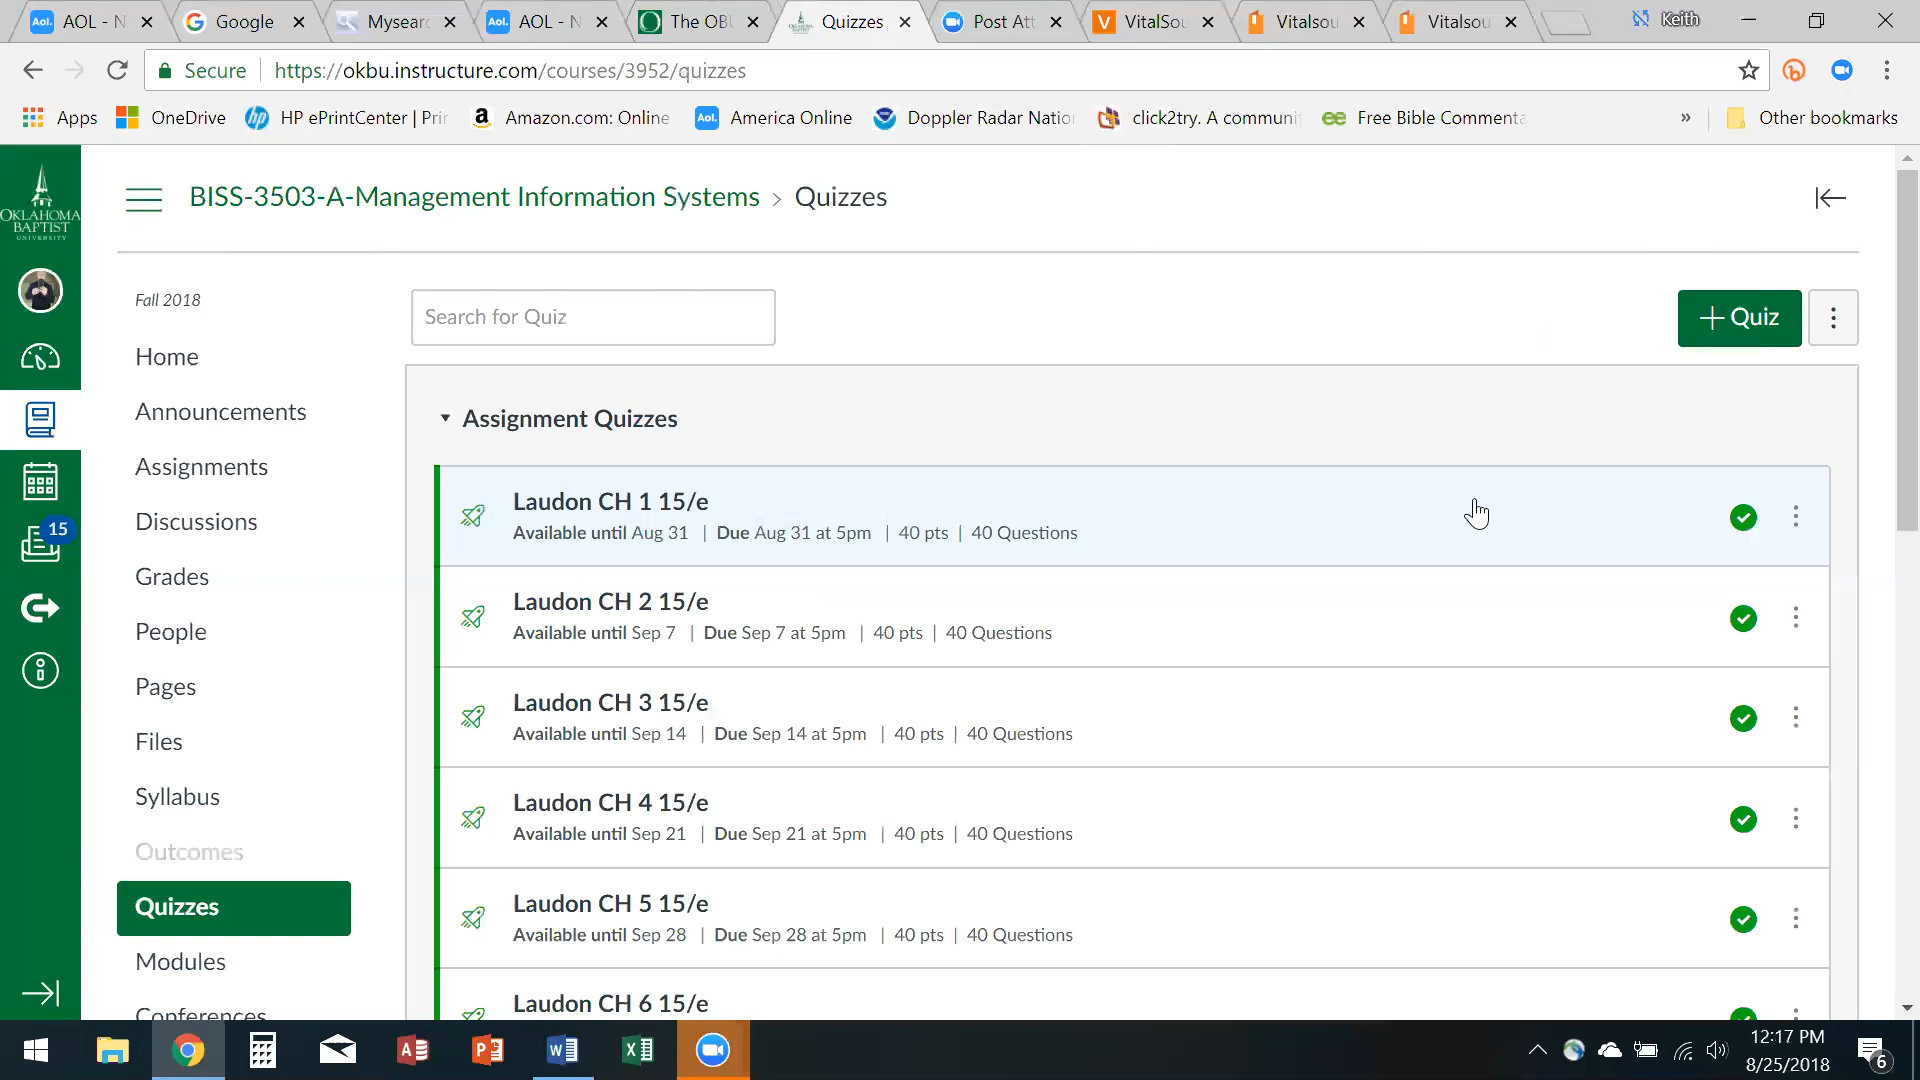 AOL - N
Google
Mysearc
AOL - N
The OBU
Quizzes
Post Att
VitalSou
Vitalsou
Vitalsou
Keith
Secure
https://okbu.instructure.com/courses/3952/quizzes
Apps
OneDrive
HP ePrintCenter | Prin
Amazon.com: Online
America Online
Doppler Radar Nation
click2try. A communi
Free Bible Commenta
»
Other bookmarks
OKLAHOMA
BAPTIST
UNIVERSITY
BISS-3503-A-Management Information Systems > Quizzes
Fall 2018
Search for Quiz
+ Quiz
Home
Announcements
Assignments
Discussions
Grades
People
Pages
Files
Syllabus
Outcomes
Quizzes
Modules
Conferences
15
Assignment Quizzes
Laudon CH 1 15/e
Available until Aug 31 | Due Aug 31 at 5pm | 40 pts | 40 Questions
Laudon CH 2 15/e
Available until Sep 7 | Due Sep 7 at 5pm | 40 pts | 40 Questions
Laudon CH 3 15/e
Available until Sep 14 | Due Sep 14 at 5pm | 40 pts | 40 Questions
Laudon CH 4 15/e
Available until Sep 21 | Due Sep 21 at 5pm | 40 pts | 40 Questions
Laudon CH 5 15/e
Available until Sep 28 | Due Sep 28 at 5pm | 40 pts | 40 Questions
Laudon CH 6 15/e
12:17 PM
8/25/2018
6